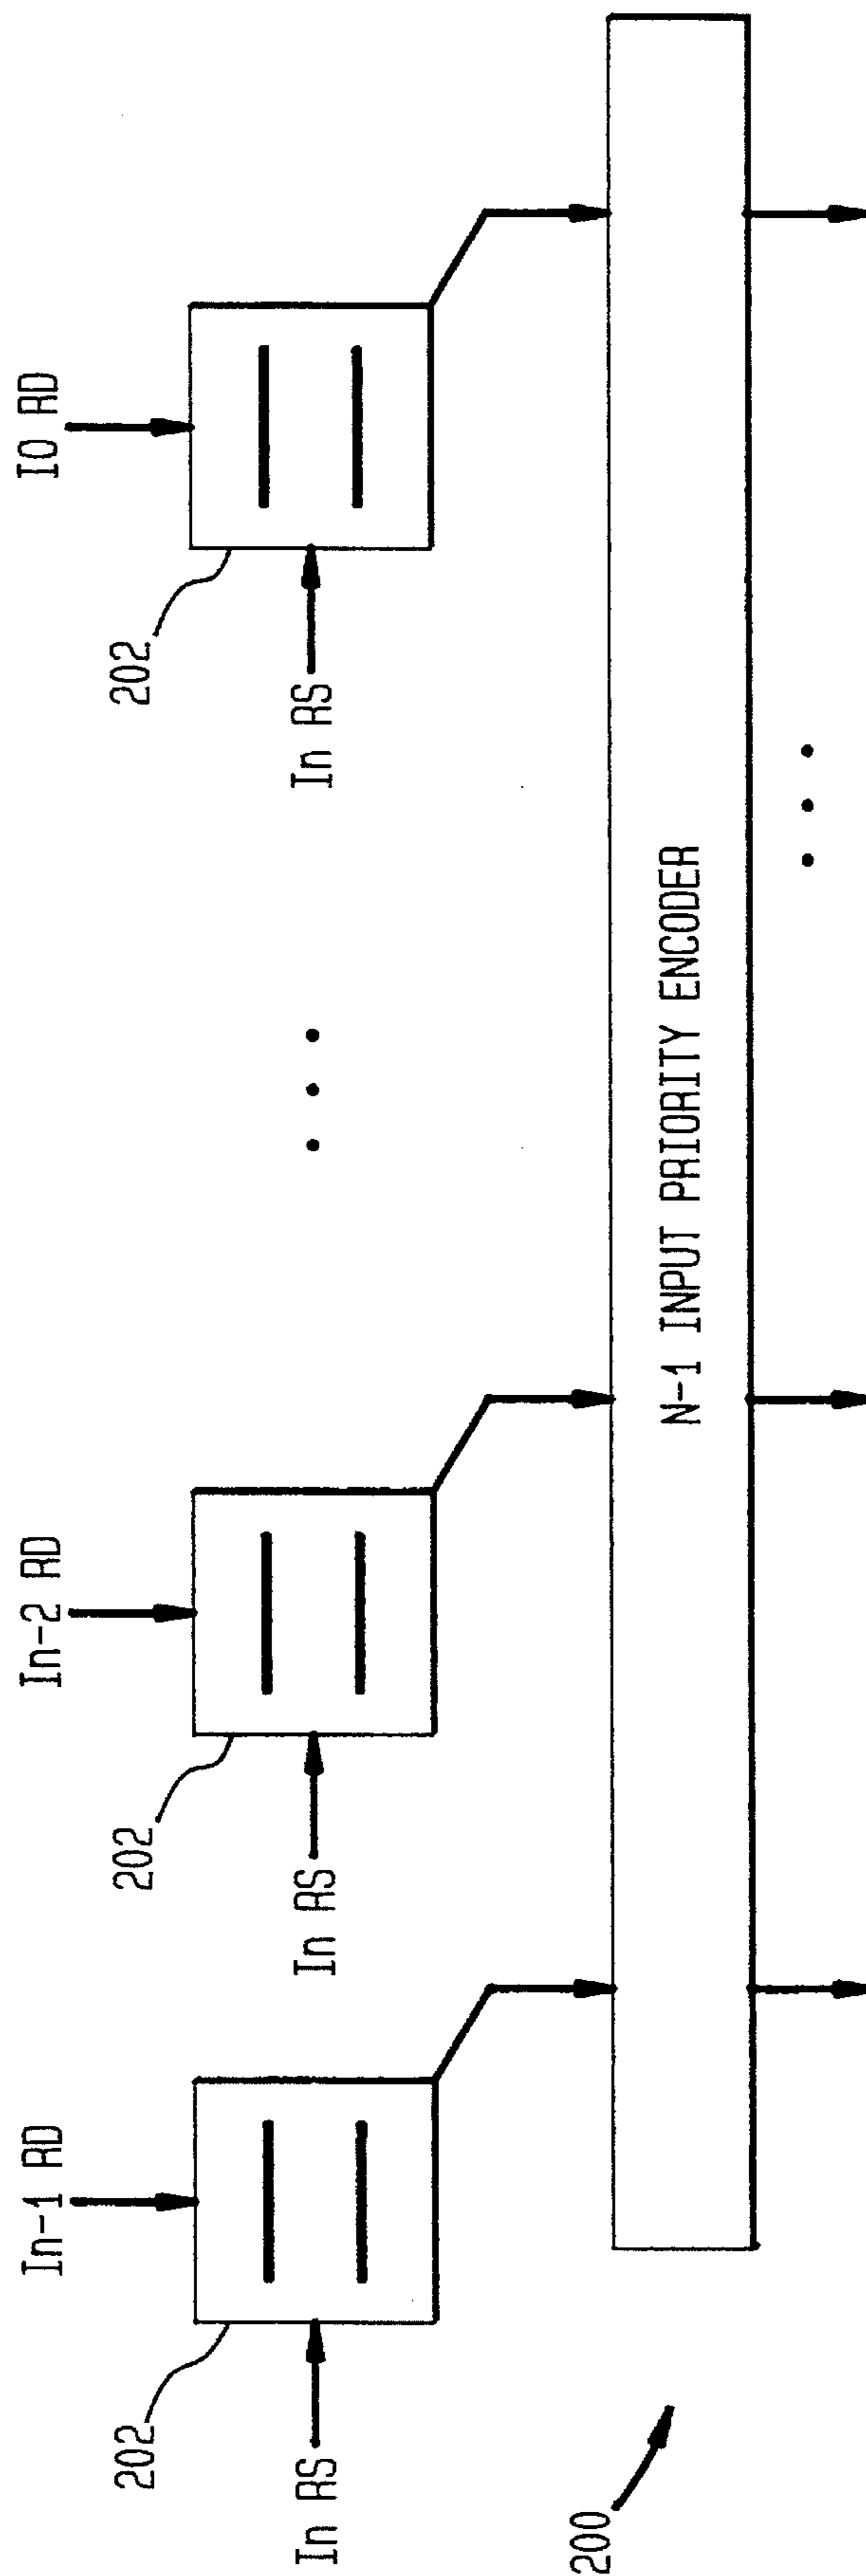 In-1 RD
In-2 RD
I0 RD
202
202
202
In RS
In RS
In RS
N-1 INPUT PRIORITY ENCODER
200